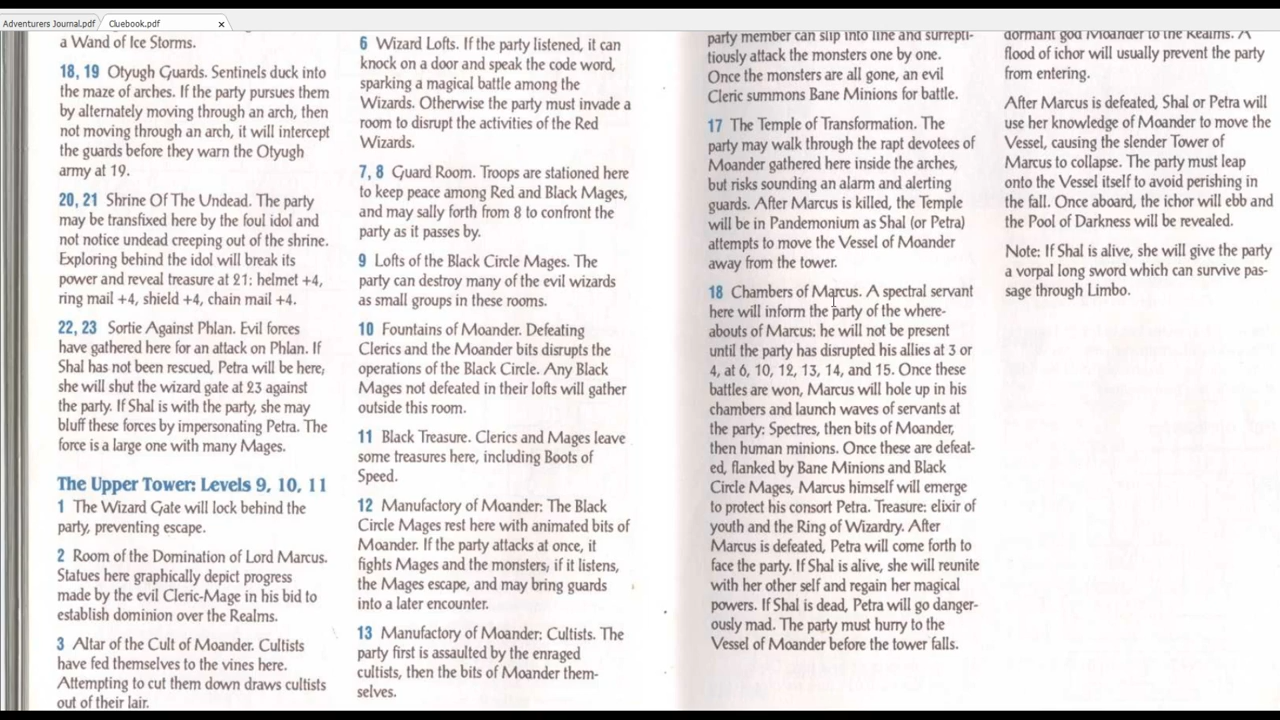 Adventurers Journal.pdf
Cluebook.pdf
x
a Wand of Ice Storms.
18, 19 Otyugh Guards. Sentinels duck into
the maze of arches. If the party pursues them
by alternately moving through an arch, then
not moving through an arch, it will intercept
the guards before they warn the Otyugh
army at 19.
20, 21 Shrine Of The Undead. The party
may be transfixed here by the foul idol and
not notice undead creeping out of the shrine.
Exploring behind the idol will break its
power and reveal treasure at 21: helmet +4,
ring mail +4, shield +4, chain mail +4.
22, 23 Sortie Against Phlan. Evil forces
have gathered here for an attack on Phlan. If
Shal has not been rescued, Petra will be here;
she will shut the wizard gate at 23 against
the party. If Shal is with the party, she may
bluff these forces by impersonating Petra. The
force is a large one with many Mages.
The Upper Tower: Levels 9, 10, 11
1 The Wizard Gate will lock behind the
party, preventing escape.
2 Room of the Domination of Lord Marcus.
Statues here graphically depict progress
made by the evil Cleric-Mage in his bid to
establish dominion over the Realms.
3 Altar of the Cult of Moander. Cultists
have fed themselves to the vines here.
Attempting to cut them down draws cultists
out of their lair.
6 Wizard Lofts. If the party listened, it can
knock on a door and speak the code word,
sparking a magical battle among the
Wizards. Otherwise the party must invade a
room to disrupt the activities of the Red
Wizards.
7, 8 Guard Room. Troops are stationed here
to keep peace among Red and Black Mages,
and may sally forth from 8 to confront the
party as it passes by.
9 Lofts of the Black Circle Mages. The
party can destroy many of the evil wizards
as small groups in these rooms.
10 Fountains of Moander. Defeating
Clerics and the Moander bits disrupts the
operations of the Black Circle. Any Black
Mages not defeated in their lofts will gather
outside this room.
11 Black Treasure. Clerics and Mages leave
some treasures here, including Boots of
Speed.
12 Manufactory of Moander: The Black
Circle Mages rest here with animated bits of
Moander. If the party attacks at once, it
fights Mages and the monsters; if it listens,
the Mages escape, and may bring guards
into a later encounter.
13 Manufactory of Moander: Cultists. The
party first is assaulted by the enraged
cultists, then the bits of Moander them-
selves.
party member can slip into line and surrepti-
tiously attack the monsters one by one.
Once the monsters are all gone, an evil
Cleric summons Bane Minions for battle.
17 The Temple of Transformation. The
party may walk through the rapt devotees of
Moander gathered here inside the arches,
but risks sounding an alarm and alerting
guards. After Marcus is killed, the Temple
will be in Pandemonium as Shal (or Petra)
attempts to move the Vessel of Moander
away from the tower.
18 Chambers of Marcus. A spectral servant
here will inform the party of the where-
abouts of Marcus: he will not be present
until the party has disrupted his allies at 3 or
4, at 6, 10, 12, 13, 14, and 15. Once these
battles are won, Marcus will hole up in his
chambers and launch waves of servants at
the party: Spectres, then bits of Moander,
then human minions. Once these are defeat-
ed, flanked by Bane Minions and Black
Circle Mages, Marcus himself will emerge
to protect his consort Petra. Treasure: elixir of
youth and the Ring of Wizardry. After
Marcus is defeated, Petra will come forth to
face the party. If Shal is alive, she will reunite
with her other self and regain her magical
powers. If Shal is dead, Petra will go danger-
ously mad. The party must hurry to the
Vessel of Moander before the tower falls.
dormant god Moander to the Realms. A
flood of ichor will usually prevent the party
from entering.
After Marcus is defeated, Shal or Petra will
use her knowledge of Moander to move the
Vessel, causing the slender Tower of
Marcus to collapse. The party must leap
onto the Vessel itself to avoid perishing in
the fall. Once aboard, the ichor will ebb and
the Pool of Darkness will be revealed.
Note: If Shal is alive, she will give the party
a vorpal long sword which can survive pas-
sage through Limbo.